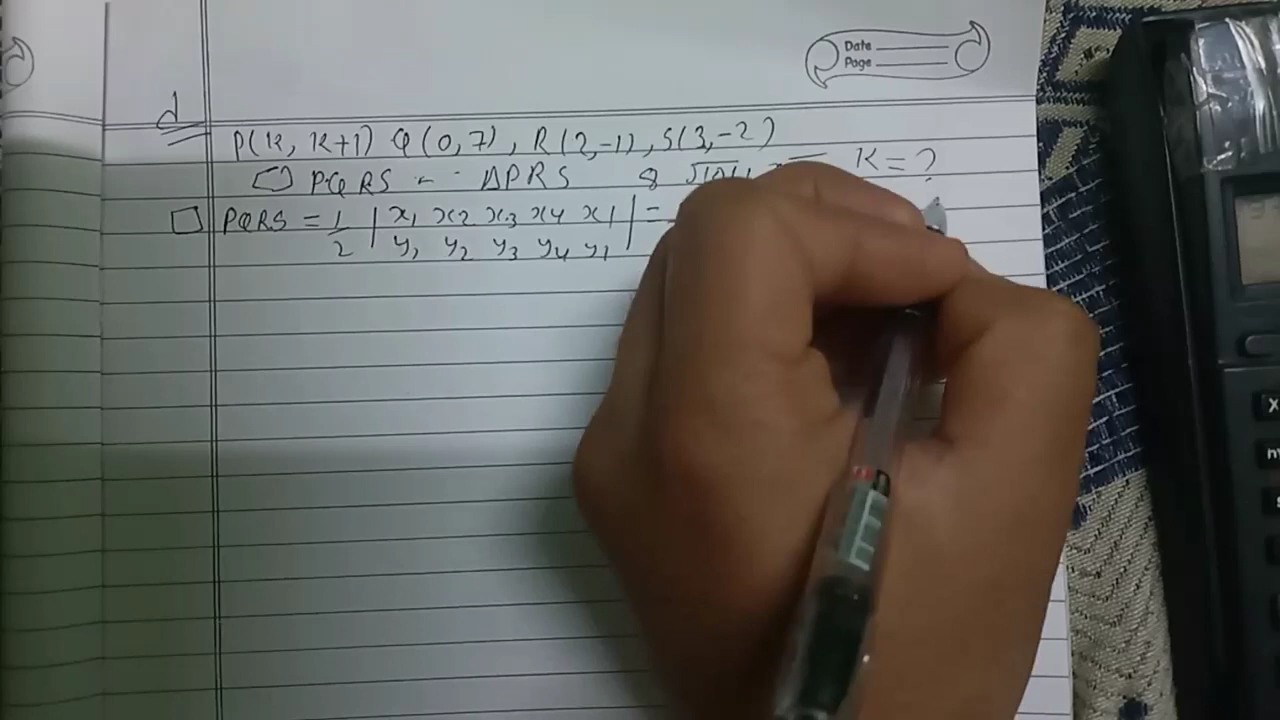 Date
Page
d
P(K, K+1) Q(0,7), R(2,-1), S(3,-2)
▭ PQRS ΔPRS 8 K=?
▭ PQRS = 1/2 | x1 x2 x3 x4 x1 | =
y1 y2 y3 y4 y1
X